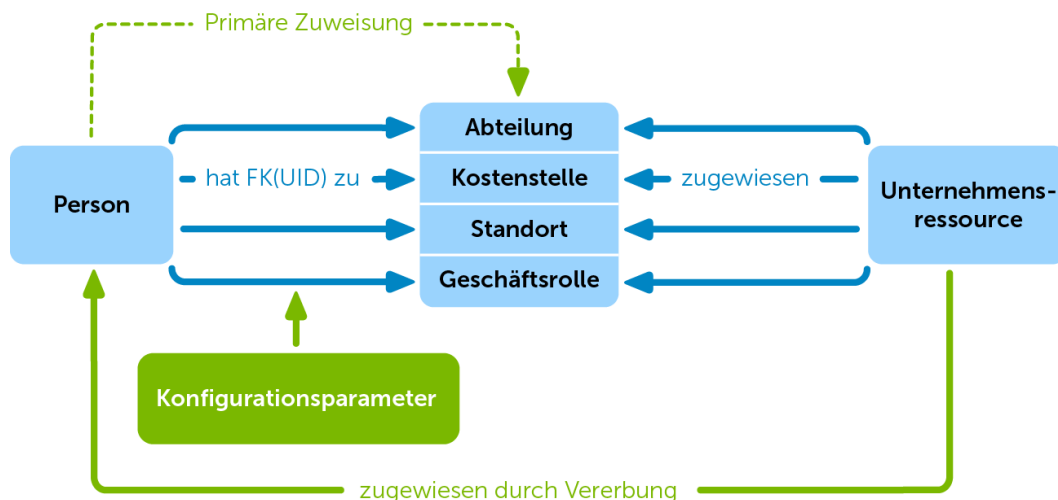 Primäre Zuweisung
Abteilung
hat FK(UID) zu
Kostenstelle
zugewiesen
Person
Unternehmens-
ressource
Standort
Geschäftsrolle
Konfigurationsparameter
zugewiesen durch Vererbung